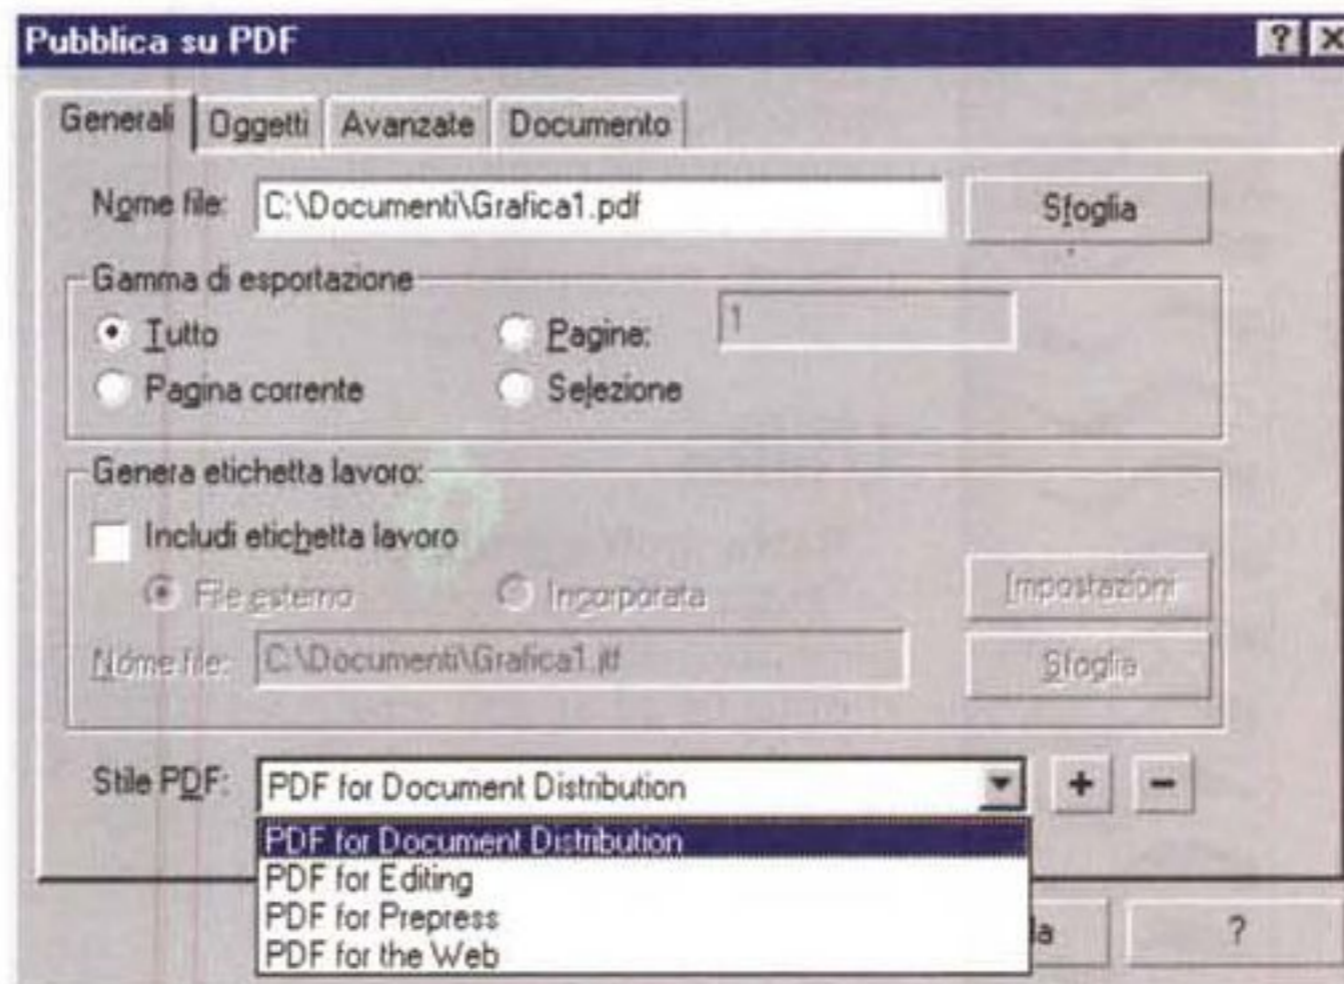 Pubblica su PDF ? X
Generali Oggetti Avanzate Documento
Nome file: C:\Documenti\Grafica1.pdf Sfoglia
Gamma di esportazione
Tutto Pagine: 1
Pagina corrente Selezione
Genera etichetta lavoro:
Includi etichetta lavoro
File esterno Incorporata Impostazioni
Nome file: C:\Documenti\Grafica1.jtf Sfoglia
Stile PDF: PDF for Document Distribution + -
PDF for Document Distribution
PDF for Editing
PDF for Prepress
PDF for the Web
la ?